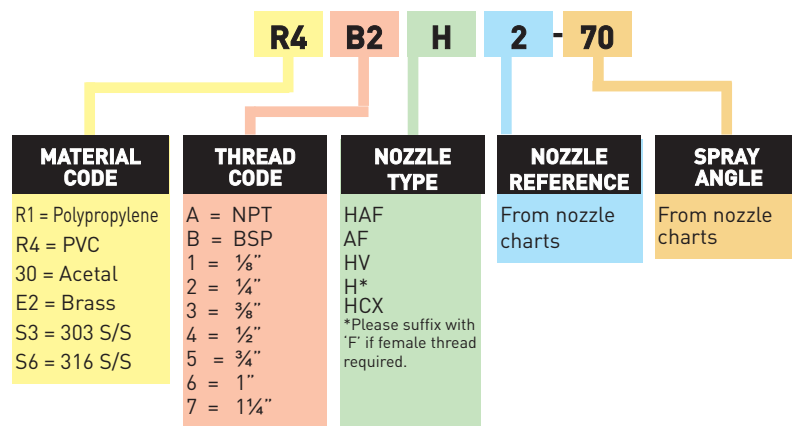 R4 B2 H 2 - 70
MATERIAL
CODE
R1 = Polypropylene
R4 = PVC
30 = Acetal
E2 = Brass
S3 = 303 S/S
S6 = 316 S/S
THREAD
CODE
A = NPT
B = BSP
1 = ⅛”
2 = ¼”
3 = ⅜”
4 = ½”
5 = ¾”
6 = 1”
7 = 1¼”
NOZZLE
TYPE
HAF
AF
HV
H*
HCX
*Please suffix with
‘F’ if female thread
required.
NOZZLE
REFERENCE
From nozzle
charts
SPRAY
ANGLE
From nozzle
charts